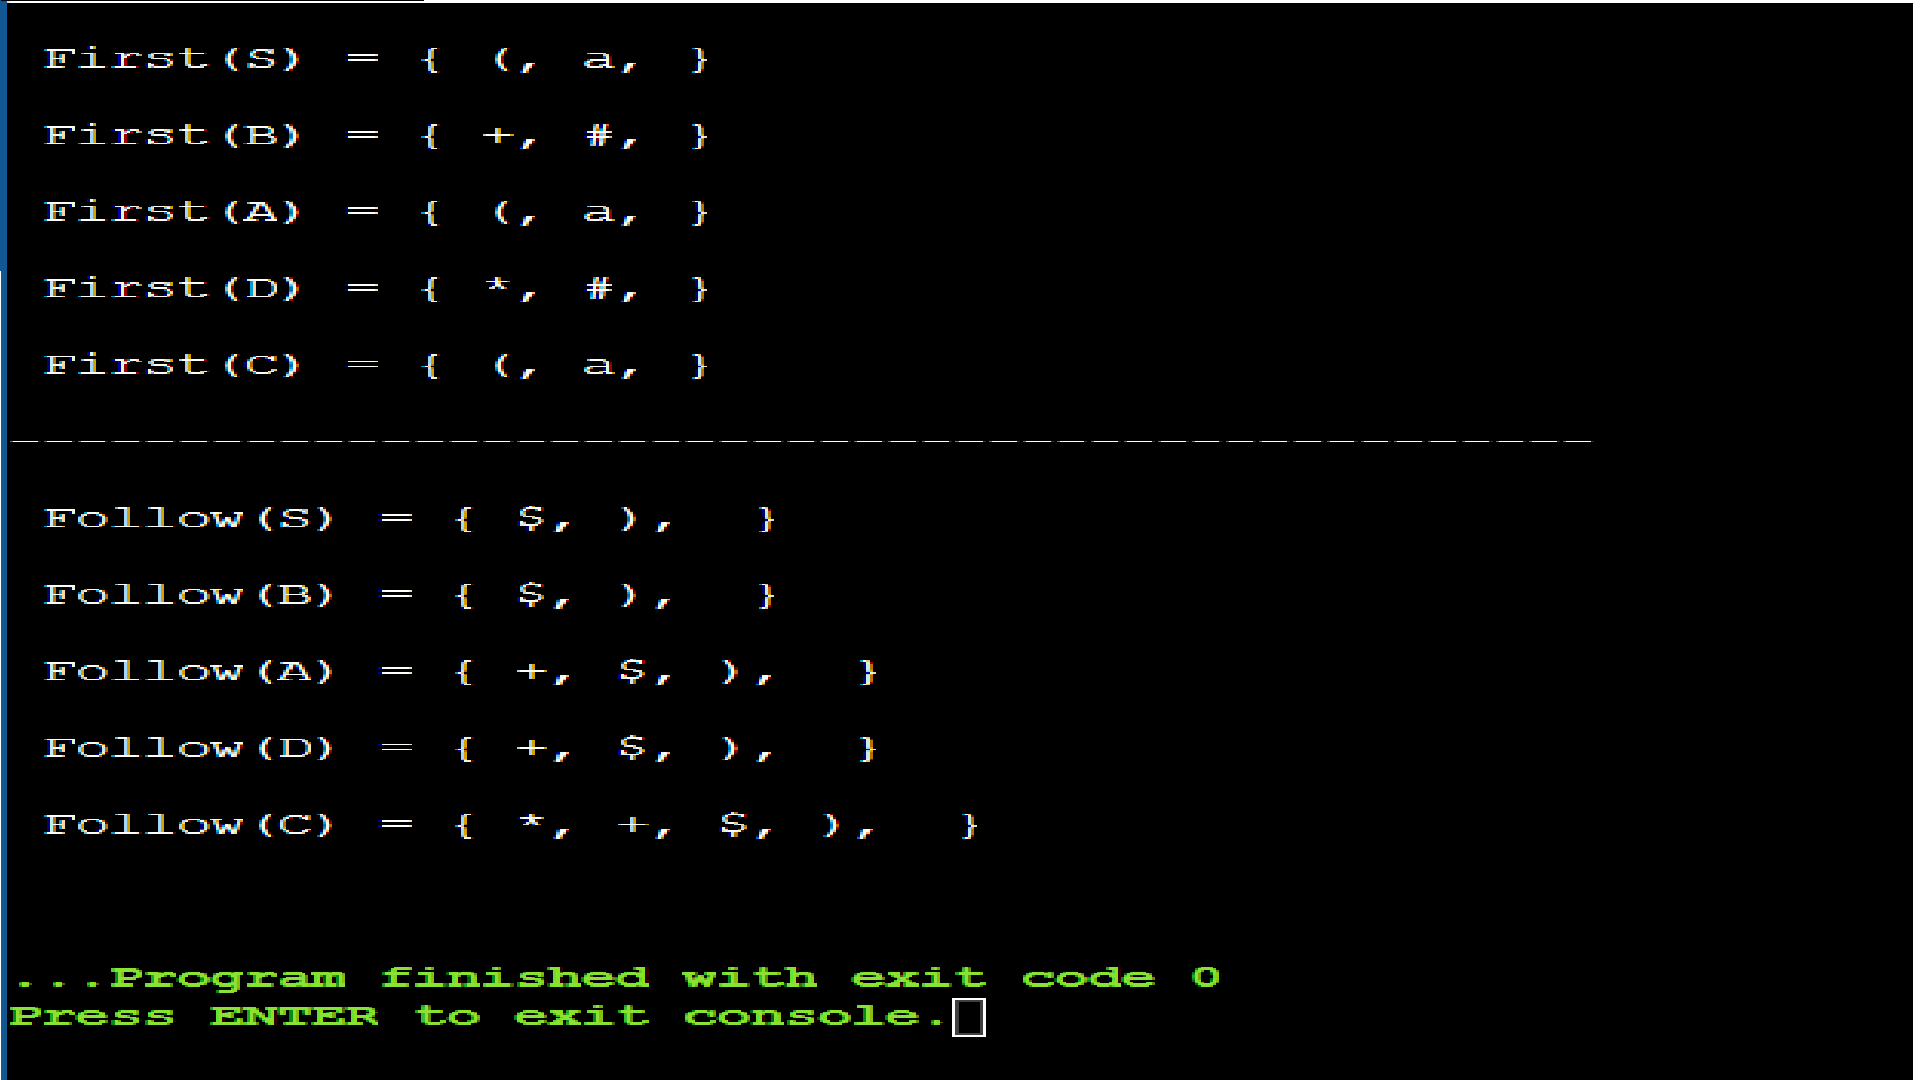 First(S) = { (, a, }
First(B) = { +, #, }
First(A) = { (, a, }
First(D) = { *, #, }
First(C) = { (, a, }
-----------------------------------------------
Follow(S) = { $, ), }
Follow(B) = { $, ), }
Follow(A) = { +, $, ), }
Follow(D) = { +, $, ), }
Follow(C) = { *, +, $, ), }
...Program finished with exit code 0
Press ENTER to exit console.